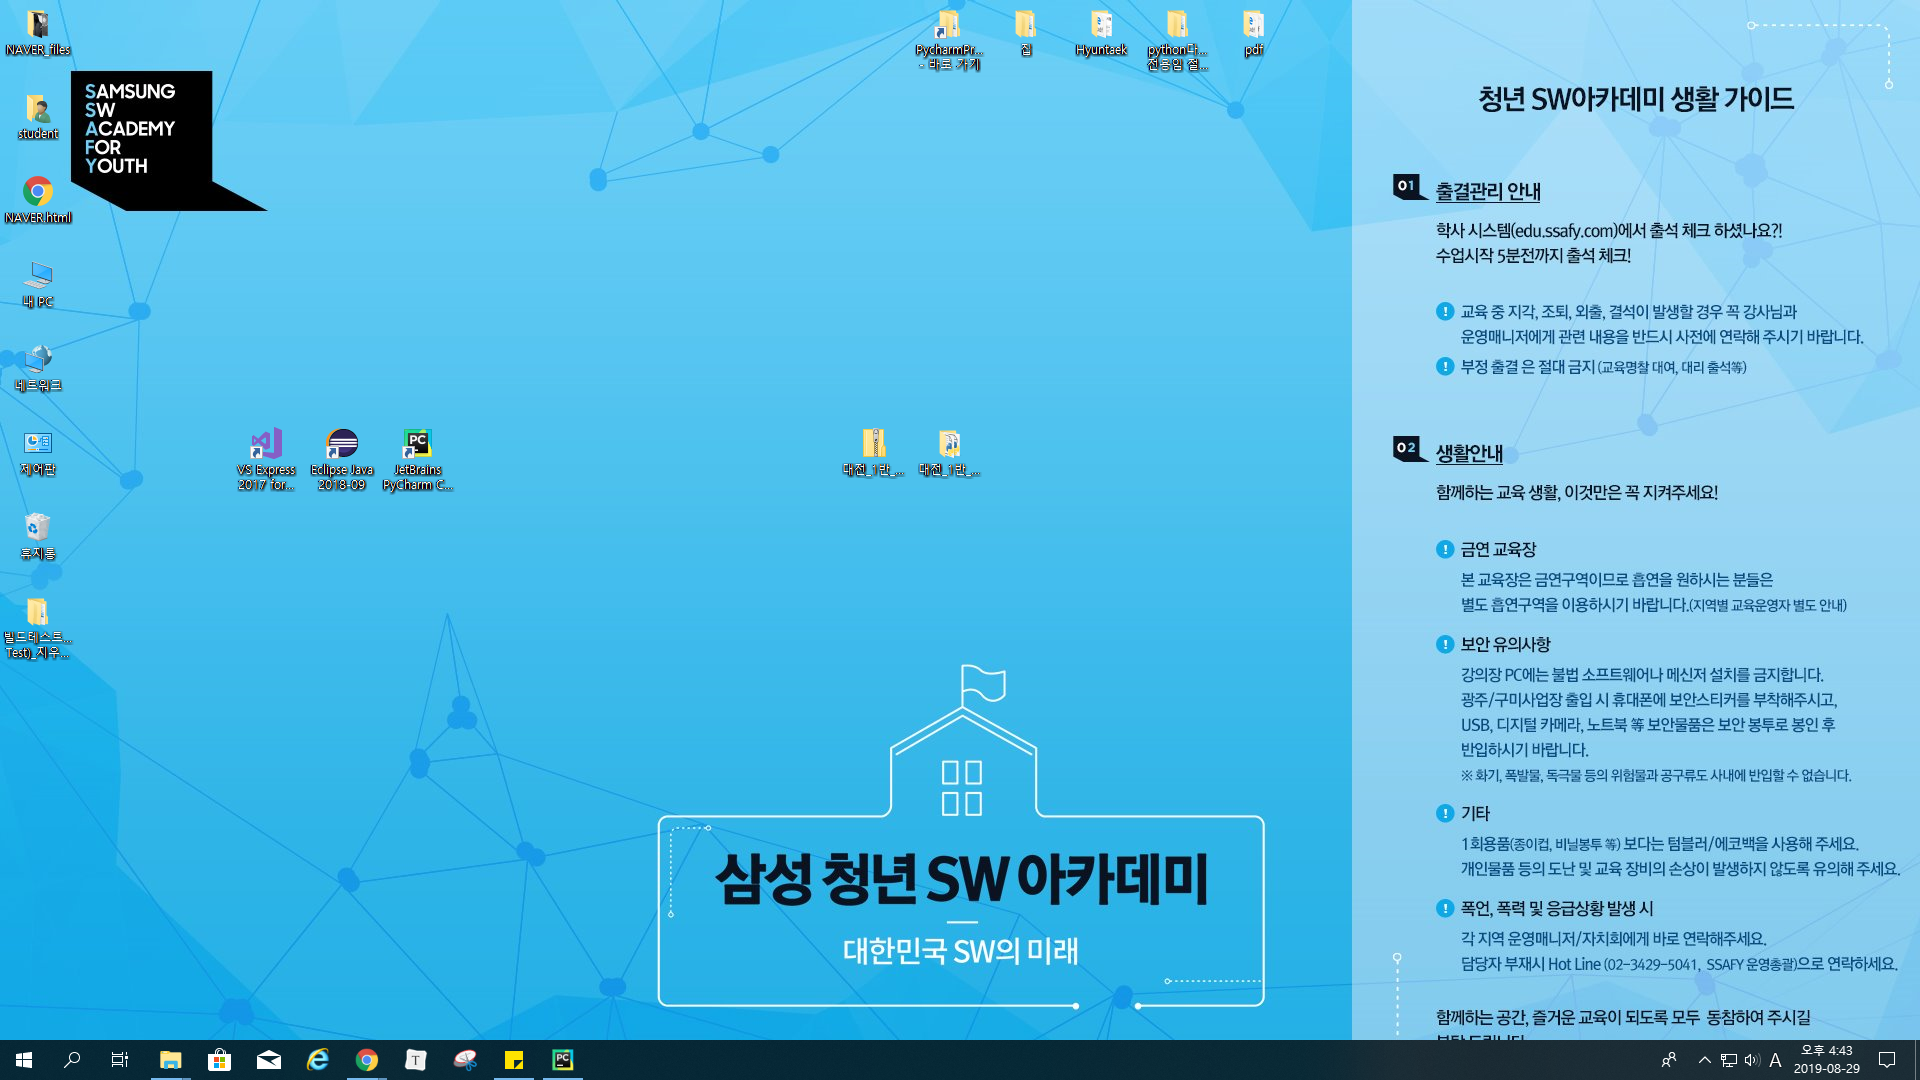 NAVER_files
student
NAVER.html
내 PC
네트워크
제어판
휴지통
빌드테스트...
Test)_지우...
SAMSUNG
SW
ACADEMY
FOR
YOUTH
PycharmPr...
- 바로 가기
집
Hyuntaek
python다...
전용임 절...
pdf
VS Express
2017 for...
Eclipse Java
2018-09
JetBrains
PyCharm C...
대전_1반_...
대전_1반_...
삼성 청년 SW 아카데미
대한민국 SW의 미래
청년 SW아카데미 생활 가이드
01 출결관리 안내
학사 시스템(edu.ssafy.com)에서 출석 체크 하셨나요?!
수업시작 5분전까지 출석 체크!
! 교육 중 지각, 조퇴, 외출, 결석이 발생할 경우 꼭 강사님과
운영매니저에게 관련 내용을 반드시 사전에 연락해 주시기 바랍니다.
! 부정 출결 은 절대 금지 (교육명찰 대여, 대리 출석等)
02 생활안내
함께하는 교육 생활, 이것만은 꼭 지켜주세요!
! 금연 교육장
본 교육장은 금연구역이므로 흡연을 원하시는 분들은
별도 흡연구역을 이용하시기 바랍니다.(지역별 교육운영자 별도 안내)
! 보안 유의사항
강의장 PC에는 불법 소프트웨어나 메신저 설치를 금지합니다.
광주/구미사업장 출입 시 휴대폰에 보안스티커를 부착해주시고,
USB, 디지털 카메라, 노트북 等 보안물품은 보안 봉투로 봉인 후
반입하시기 바랍니다.
※ 화기, 폭발물, 독극물 등의 위험물과 공구류도 사내에 반입할 수 없습니다.
! 기타
1회용품(종이컵, 비닐봉투 等) 보다는 텀블러/에코백을 사용해 주세요.
개인물품 등의 도난 및 교육 장비의 손상이 발생하지 않도록 유의해 주세요.
! 폭언, 폭력 및 응급상황 발생 시
각 지역 운영매니저/자치회에게 바로 연락해주세요.
담당자 부재시 Hot Line (02-3429-5041, SSAFY 운영총괄)으로 연락하세요.
함께하는 공간, 즐거운 교육이 되도록 모두 동참하여 주시길
T
PC
A
오후 4:43
2019-08-29